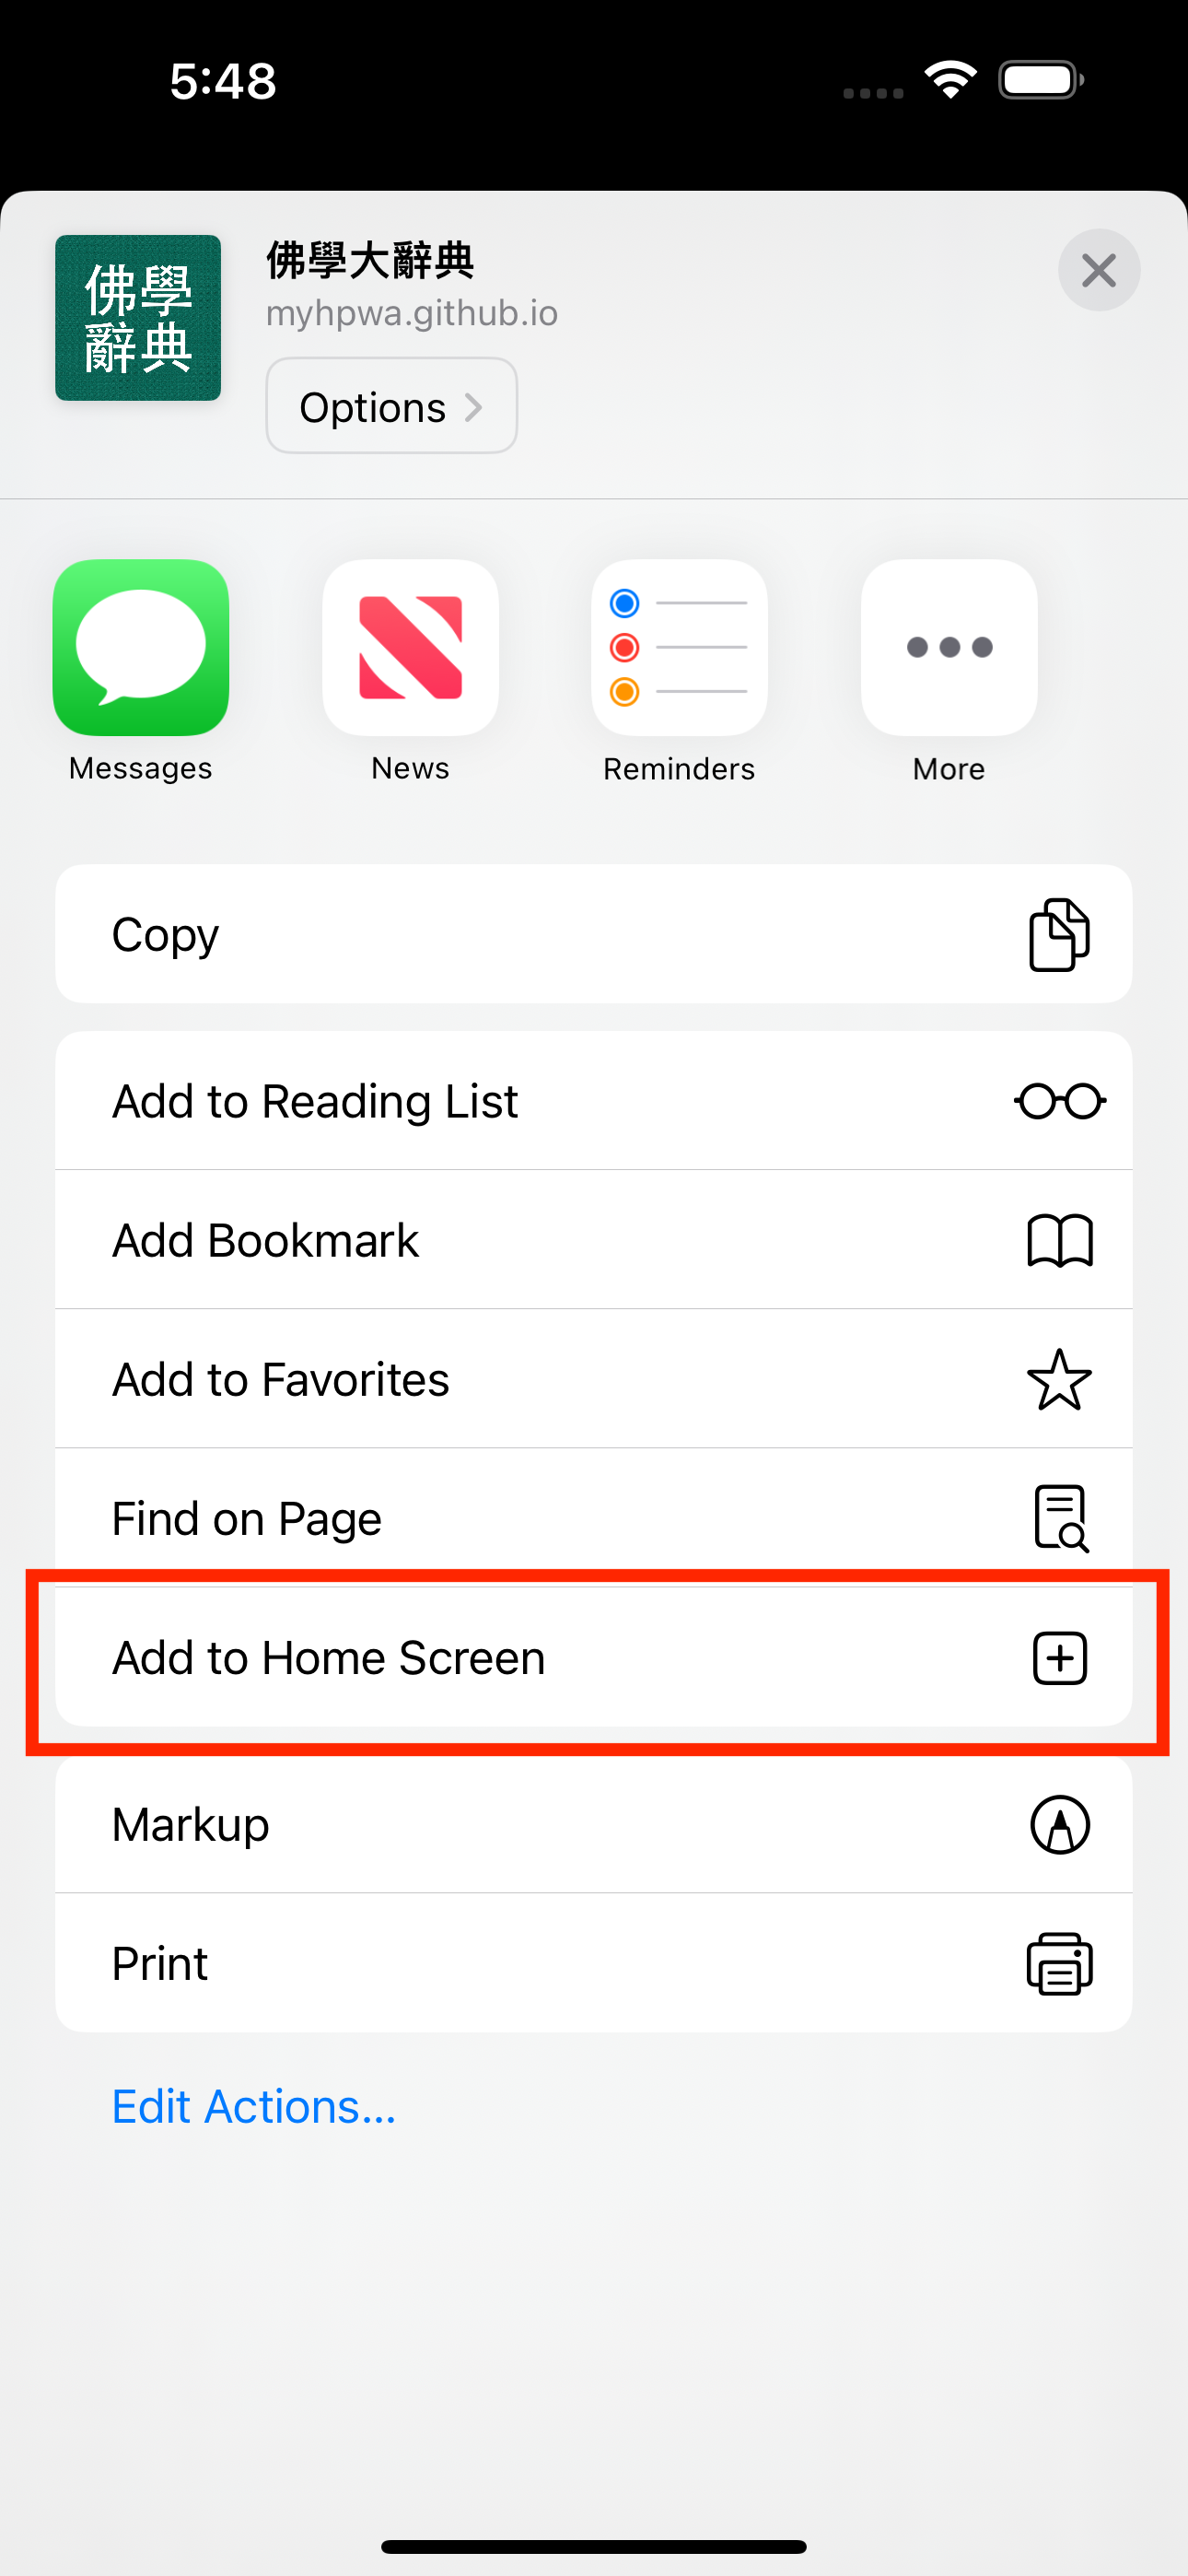 5:48
佛學
辭典
佛學大辭典
myhpwa.github.io
Options
Messages
News
Reminders
More
Copy
Add to Reading List
Add Bookmark
Add to Favorites
Find on Page
Add to Home Screen
Markup
Print
Edit Actions...